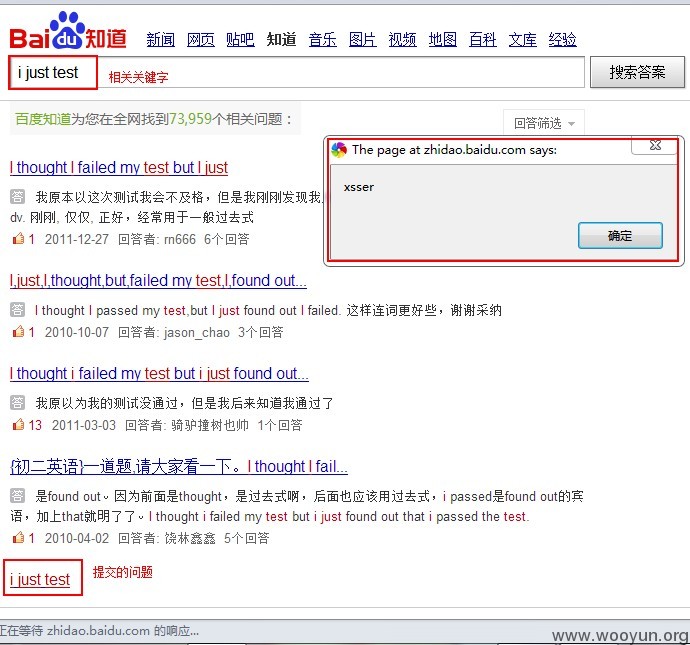 Bai du 知道 新闻 网页 贴吧 知道 音乐 图片 视频 地图 百科 文库 经验
i just test 相关关键字 搜索答案
百度知道为您在全网找到73,959个相关问题： 回答筛选
The page at zhidao.baidu.com says:
xsser
确定
I thought I failed my test but I just
答 我原本以这次测试我会不及格，但是我刚刚发现我
dv. 刚刚, 仅仅, 正好，经常用于一般过去式
1 2011-12-27 回答者: rn666 6个回答
I,just,I,thought,but,failed my test,I,found out...
答 I thought I passed my test,but I just found out I failed. 这样连词更好些，谢谢采纳
1 2010-10-07 回答者: jason_chao 3个回答
I thought i failed my test but i just found out...
答 我原以为我的测试没通过，但是我后来知道我通过了
13 2011-03-03 回答者: 骑驴撞树也帅 1个回答
{初二英语}一道题,请大家看一下。I thought I fail...
答 是found out。因为前面是thought，是过去式啊，后面也应该用过去式，i passed是found out的宾
语，加上that就明了了。I thought i failed my test but i just found out that i passed the test.
1 2010-04-02 回答者: 饶林鑫鑫 5个回答
i just test 提交的问题
正在等待 zhidao.baidu.com 的响应...
www.wooyun.org